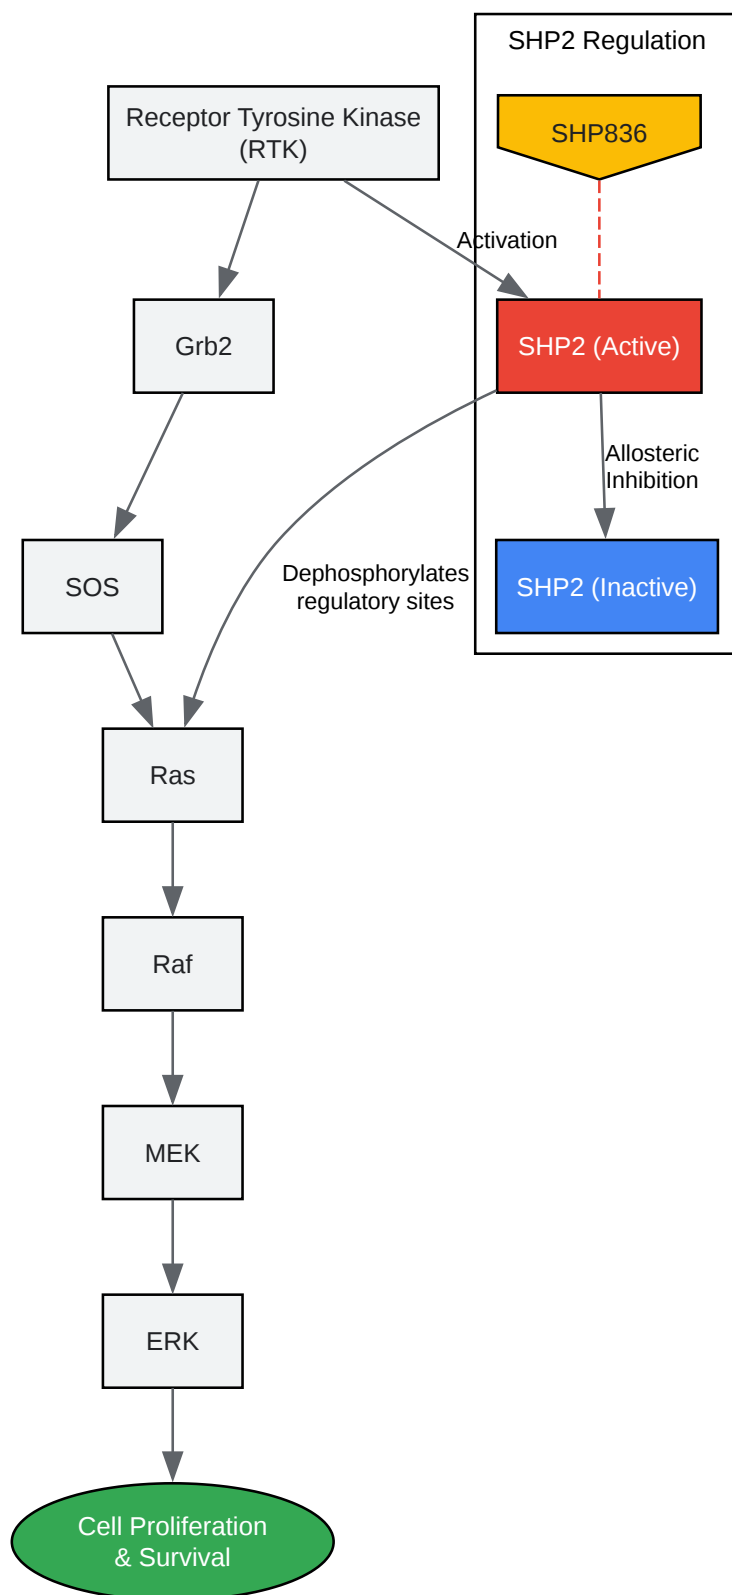 SHP2 Regulation
Receptor Tyrosine Kinase
(RTK)
SHP836
Activation
Grb2
SHP2 (Active)
Allosteric
Inhibition
SOS
Dephosphorylates
regulatory sites
SHP2 (Inactive)
Ras
Raf
MEK
ERK
Cell Proliferation
& Survival